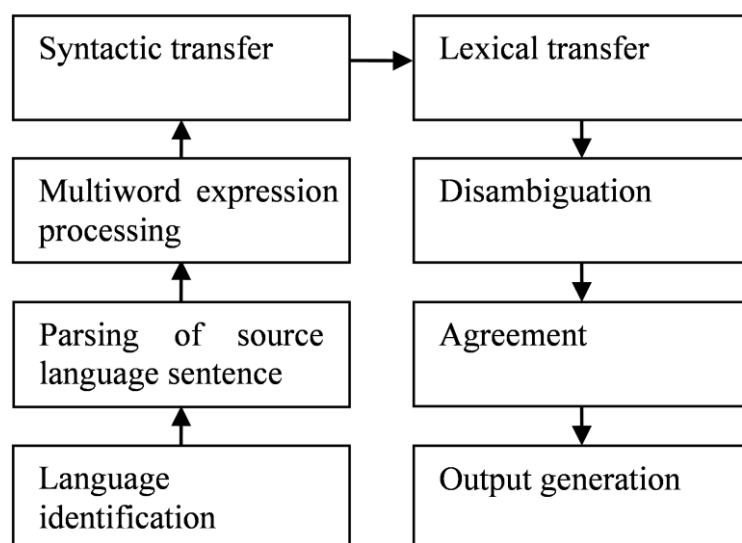 Syntactic transfer
Lexical transfer
Multiword expression
processing
Disambiguation
Parsing of source
language sentence
Agreement
Language
identification
Output generation